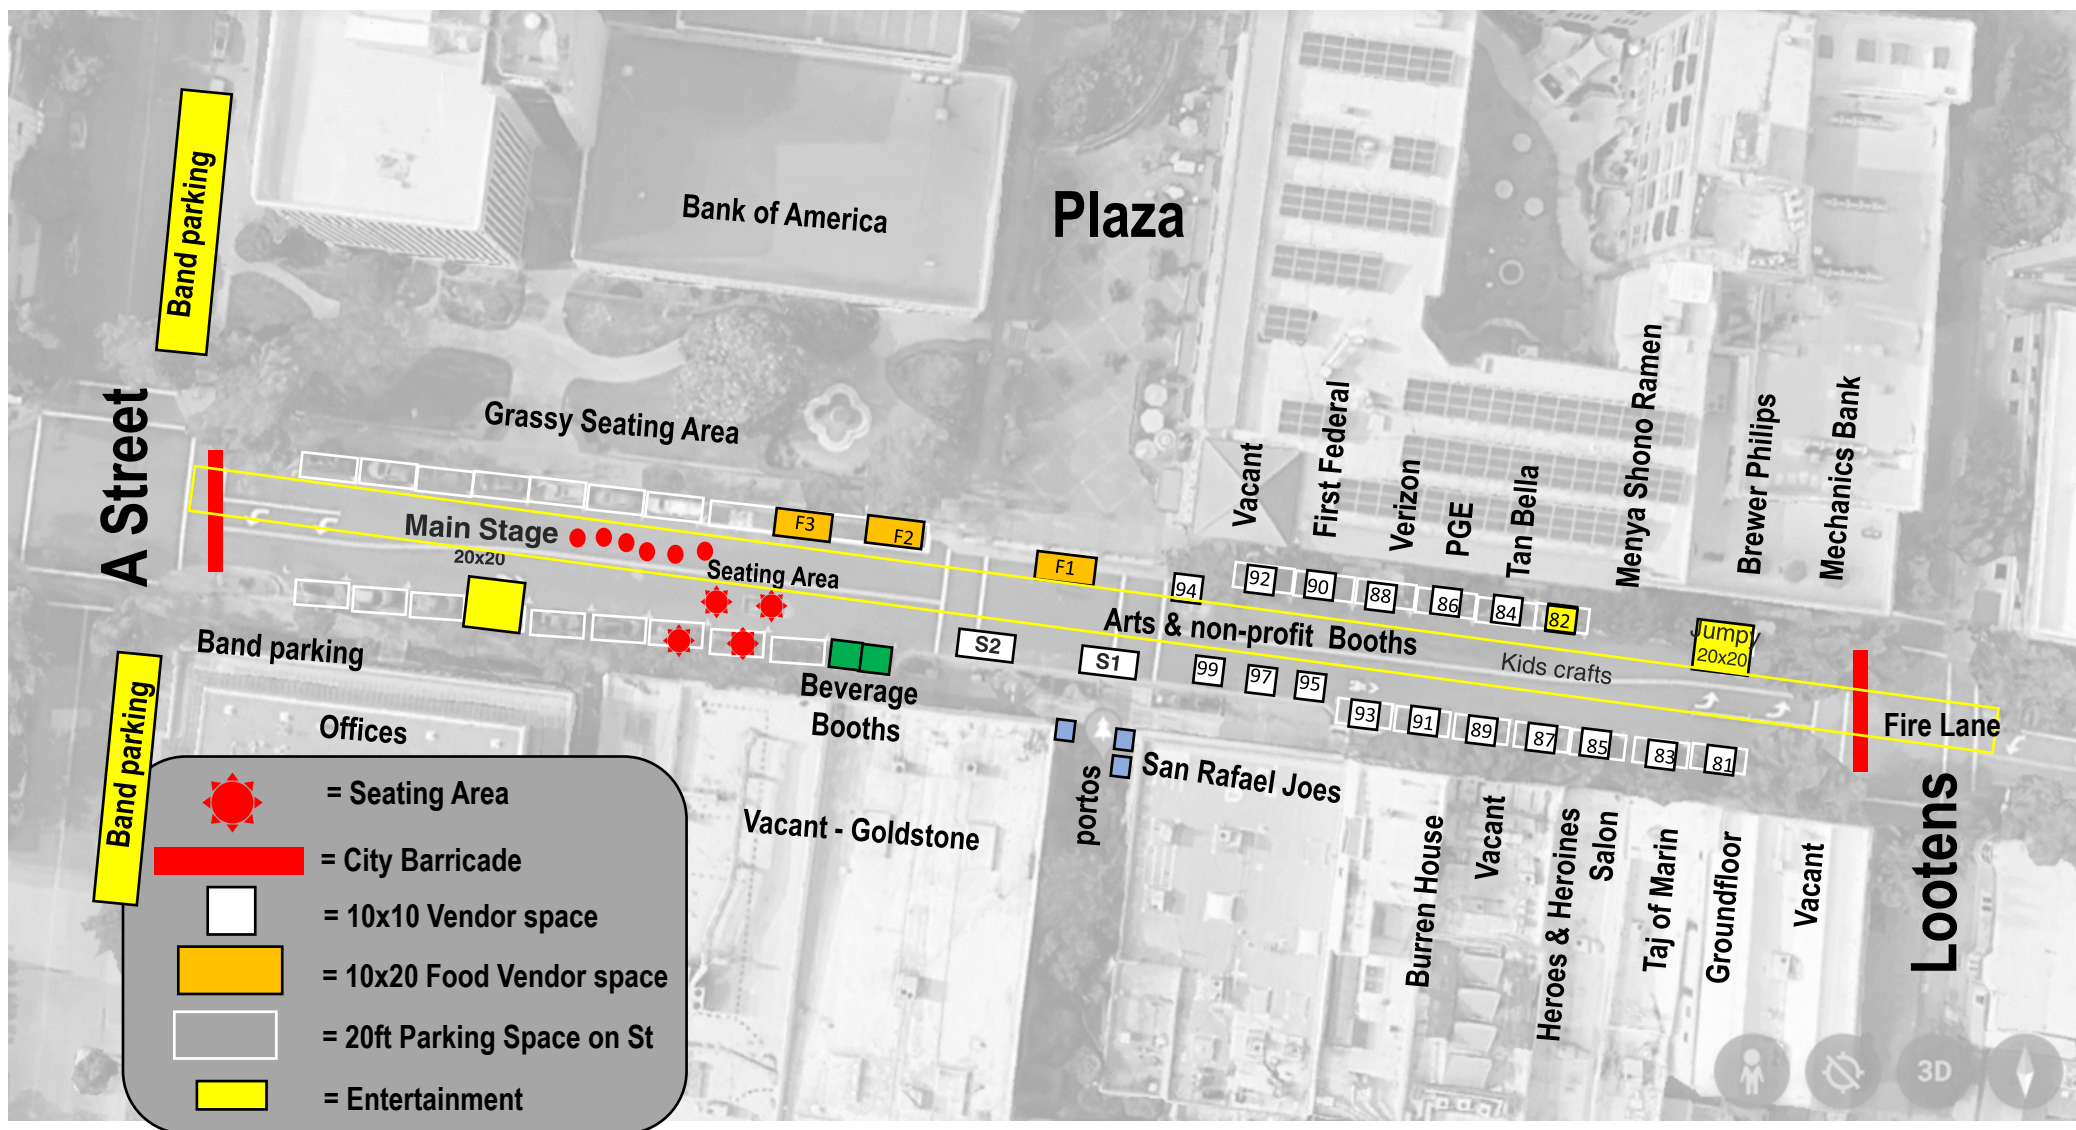 Band parking
Bank of America
Plaza
A Street
Grassy Seating Area
Main Stage
20x20
Seating Area
F3
F2
F1
Vacant
First Federal
Verizon
PGE
Tan Bella
Menya Shono Ramen
Brewer Philips
Mechanics Bank
94
92
90
88
86
84
82
Jumpy
20x20
Arts & non-profit Booths
Kids crafts
S2
S1
99
97
95
93
91
89
87
85
83
81
Fire Lane
Lootens
Band parking
Band parking
Offices
Beverage
Booths
Vacant - Goldstone
portos
San Rafael Joes
Burren House
Vacant
Heroes & Heroines
Salon
Taj of Marin
Groundfloor
Vacant
= Seating Area
= City Barricade
= 10x10 Vendor space
= 10x20 Food Vendor space
= 20ft Parking Space on St
= Entertainment
3D